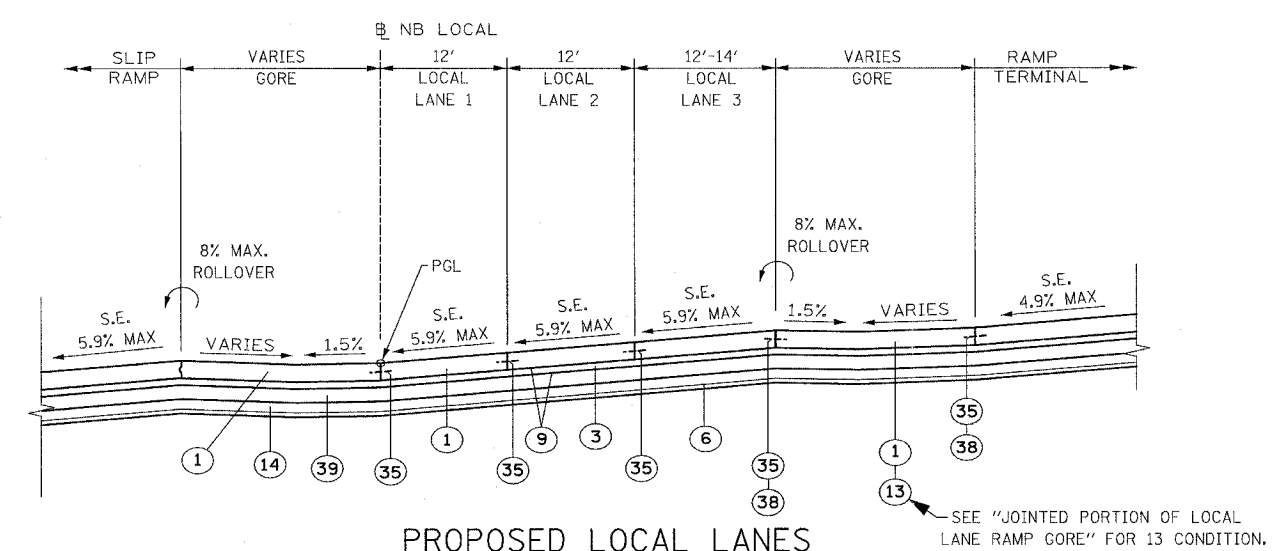 ℄ NB LOCAL
SLIP RAMP
VARIES GORE
12' LOCAL LANE 1
12' LOCAL LANE 2
12'-14' LOCAL LANE 3
VARIES GORE
RAMP TERMINAL
8% MAX. ROLLOVER
8% MAX. ROLLOVER
PGL
S.E. 5.9% MAX
VARIES
1.5%
S.E. 5.9% MAX
S.E. 5.9% MAX
S.E. 5.9% MAX
1.5%
VARIES
S.E. 4.9% MAX
1
14
39
35
1
35
9
3
35
6
35
38
1
13
35
38
SEE "JOINTED PORTION OF LOCAL
LANE RAMP GORE" FOR 13 CONDITION.
PROPOSED LOCAL LANES